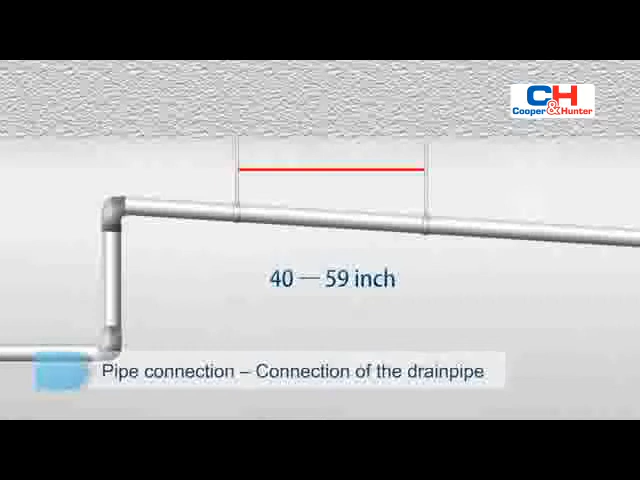 CH
Cooper&Hunter
40 — 59 inch
Pipe connection – Connection of the drainpipe